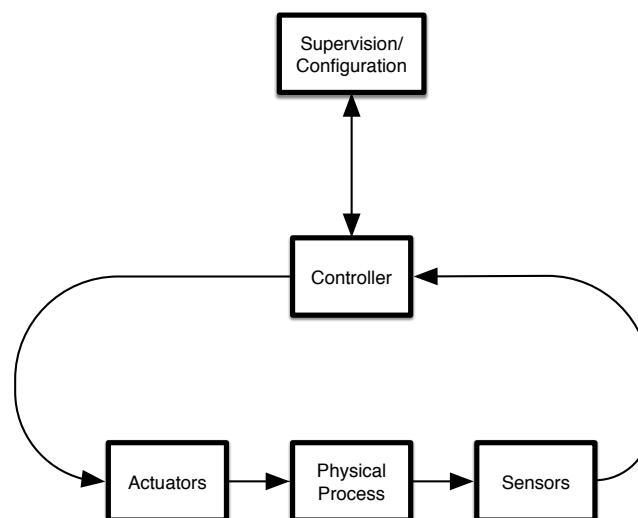 Supervision/
Configuration
Controller
Actuators
Physical
Process
Sensors